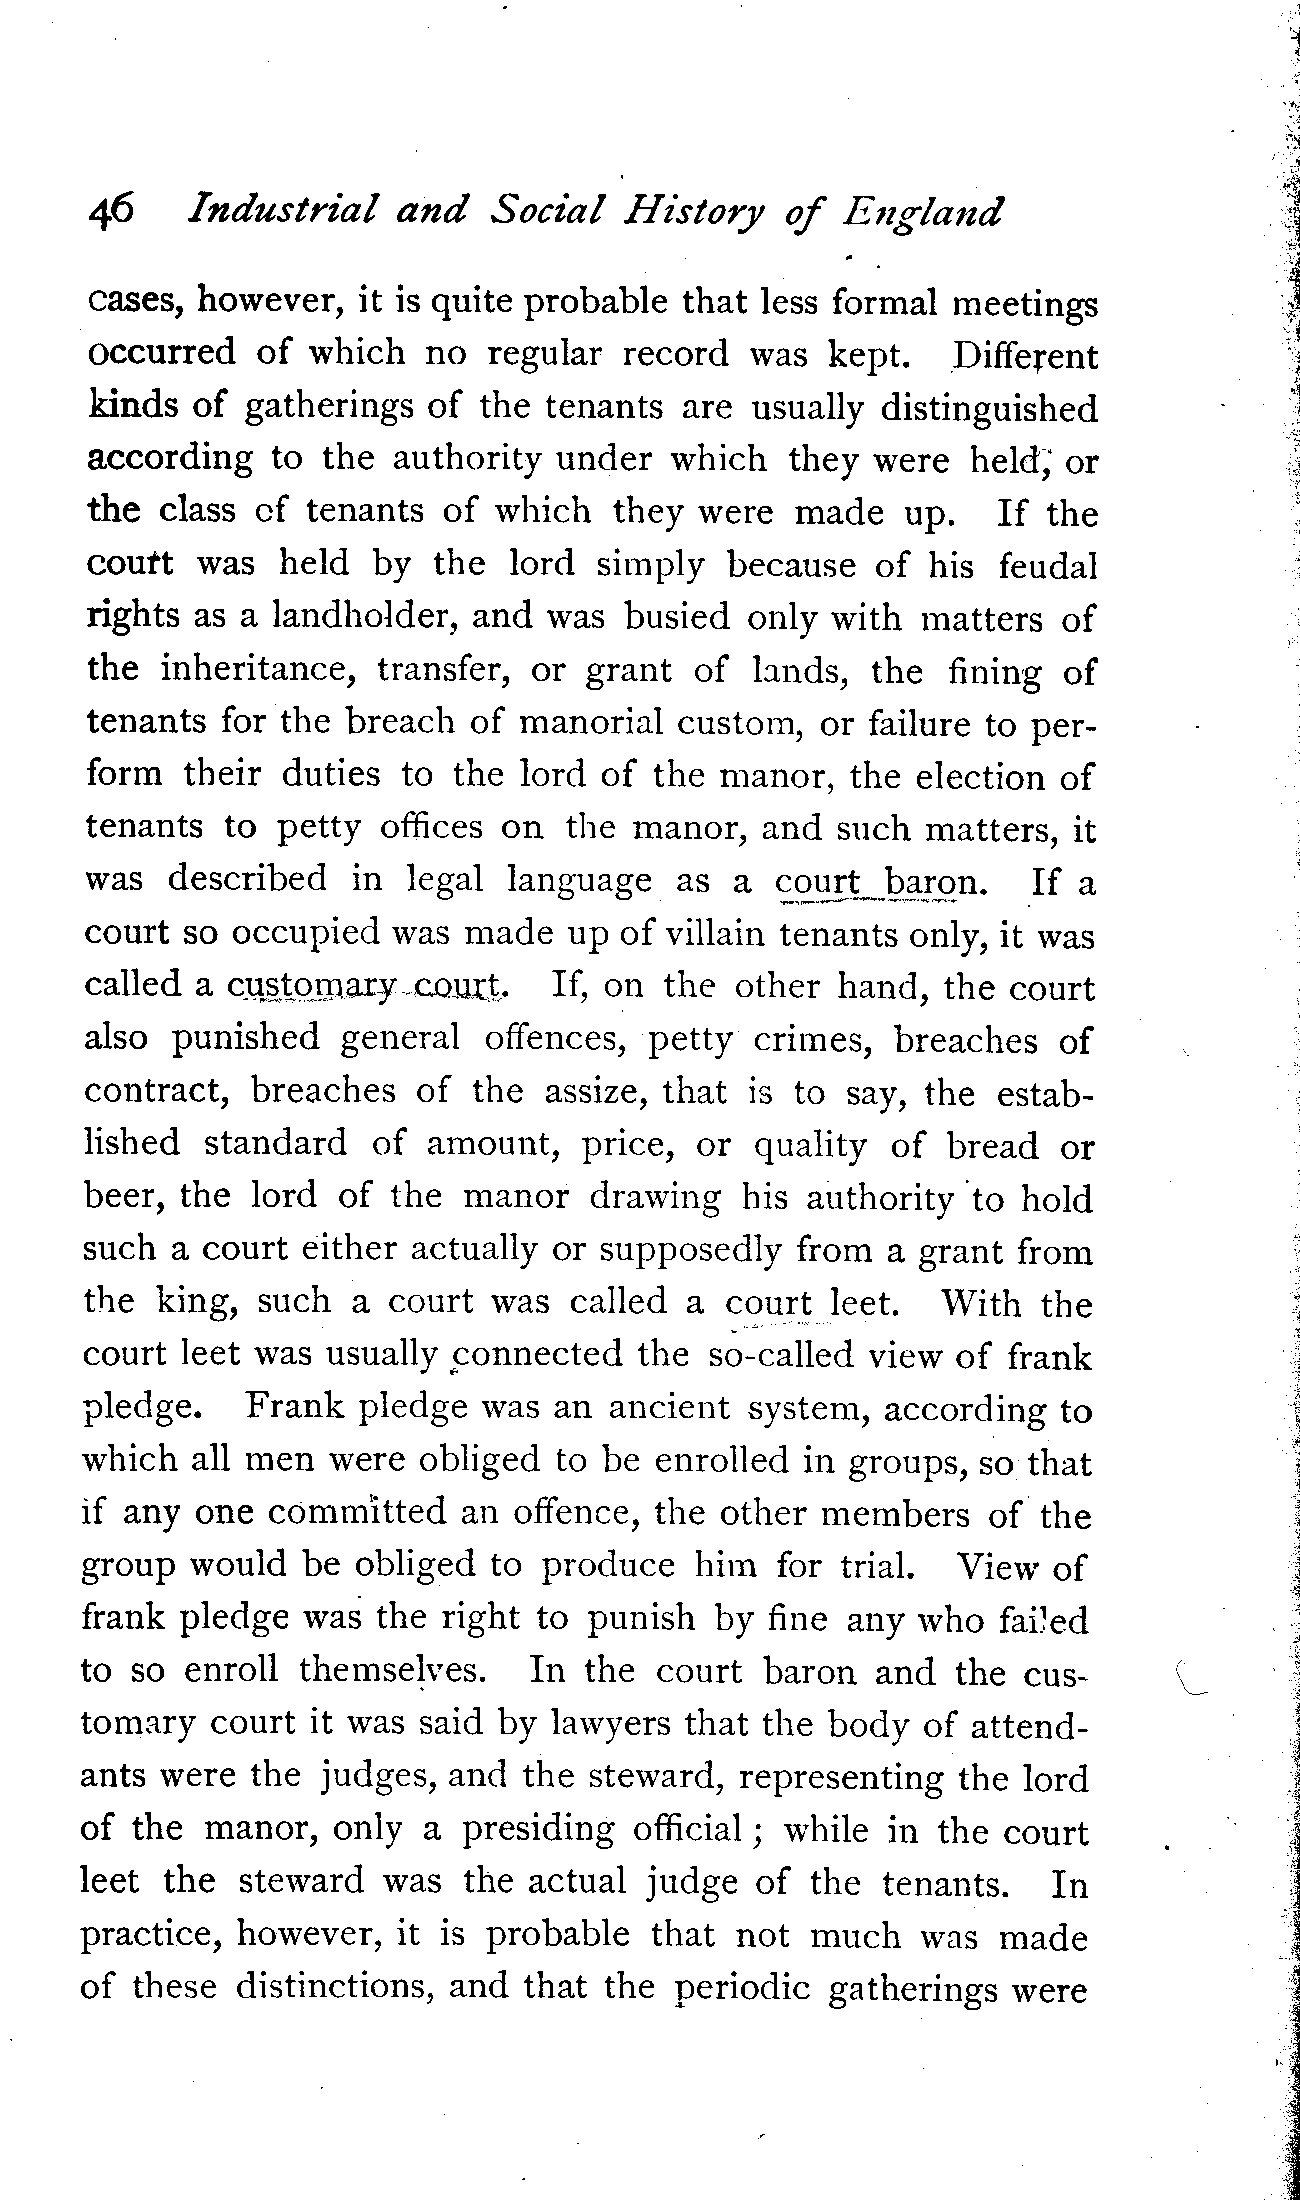 46 Industrial and Social History of England
cases, however, it is quite probable that less formal meetings
occurred of which no regular record was kept. Different
kinds of gatherings of the tenants are usually distinguished
according to the authority under which they were held, or
the class of tenants of which they were made up. If the
court was held by the lord simply because of his feudal
rights as a landholder, and was busied only with matters of
the inheritance, transfer, or grant of lands, the fining of
tenants for the breach of manorial custom, or failure to per-
form their duties to the lord of the manor, the election of
tenants to petty offices on the manor, and such matters, it
was described in legal language as a court baron. If a
court so occupied was made up of villain tenants only, it was
called a customary court. If, on the other hand, the court
also punished general offences, petty crimes, breaches of
contract, breaches of the assize, that is to say, the estab-
lished standard of amount, price, or quality of bread or
beer, the lord of the manor drawing his authority to hold
such a court either actually or supposedly from a grant from
the king, such a court was called a court leet. With the
court leet was usually connected the so-called view of frank
pledge. Frank pledge was an ancient system, according to
which all men were obliged to be enrolled in groups, so that
if any one committed an offence, the other members of the
group would be obliged to produce him for trial. View of
frank pledge was the right to punish by fine any who failed
to so enroll themselves. In the court baron and the cus-
tomary court it was said by lawyers that the body of attend-
ants were the judges, and the steward, representing the lord
of the manor, only a presiding official ; while in the court
leet the steward was the actual judge of the tenants. In
practice, however, it is probable that not much was made
of these distinctions, and that the periodic gatherings were